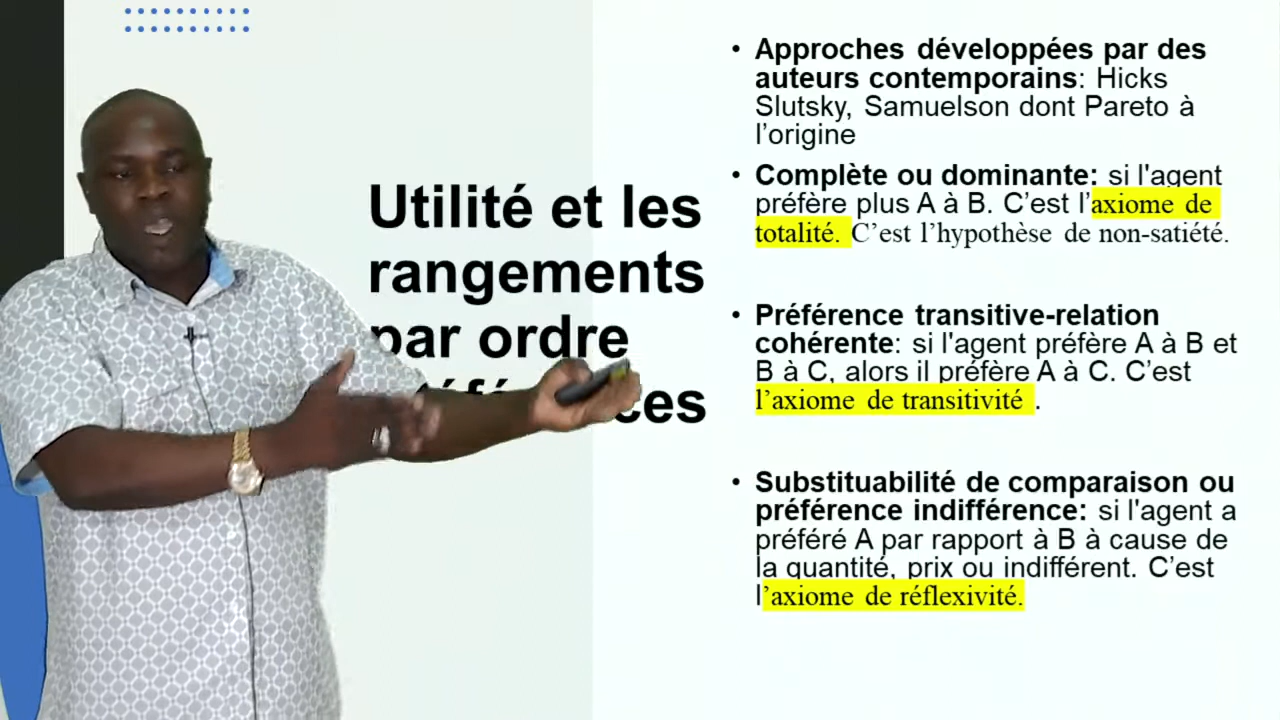 Utilité et les
rangements
par ordre
• Approches développées par des
auteurs contemporains: Hicks
Slutsky, Samuelson dont Pareto à
l’origine
• Complète ou dominante: si l'agent
préfère plus A à B. C’est l’axiome de
totalité. C’est l’hypothèse de non-satiété.
• Préférence transitive-relation
cohérente: si l'agent préfère A à B et
B à C, alors il préfère A à C. C’est
l’axiome de transitivité .
• Substituabilité de comparaison ou
préférence indifférence: si l'agent a
préféré A par rapport à B à cause de
la quantité, prix ou indifférent. C’est
l’axiome de réflexivité.